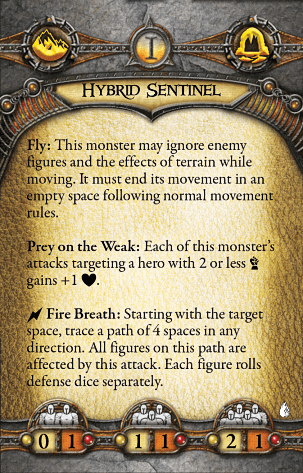 I
HYBRID SENTINEL
Fly: This monster may ignore enemy
figures and the effects of terrain while
moving. It must end its movement in an
empty space following normal movement
rules.
Prey on the Weak: Each of this monster's
attacks targeting a hero with 2 or less
gains +1 .
Fire Breath: Starting with the target
space, trace a path of 4 spaces in any
direction. All figures on this path are
affected by this attack. Each figure rolls
defense dice separately.
0 1 1 1 2 1